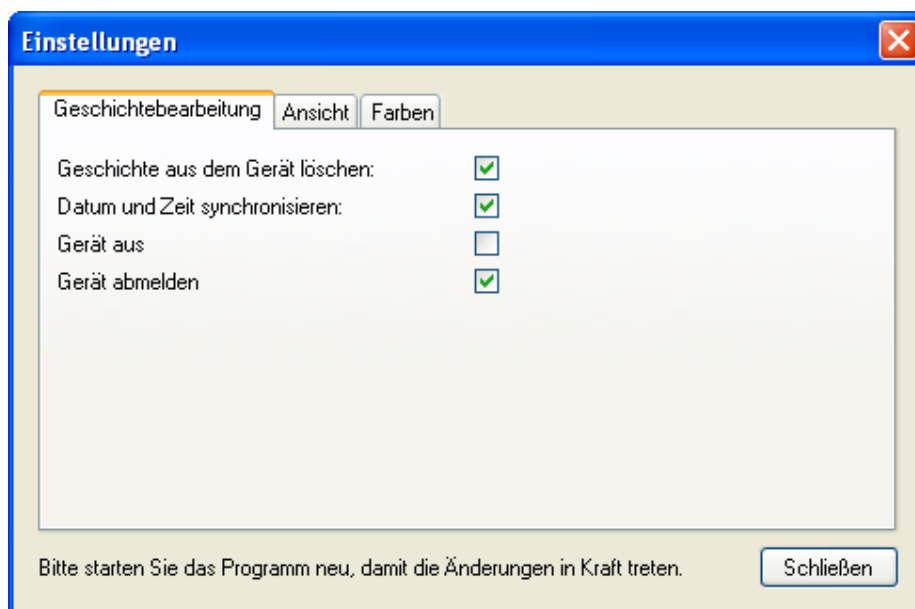 Einstellungen
Geschichtebearbeitung Ansicht Farben
Geschichte aus dem Gerät löschen:
Datum und Zeit synchronisieren:
Gerät aus
Gerät abmelden
Bitte starten Sie das Programm neu, damit die Änderungen in Kraft treten. Schließen